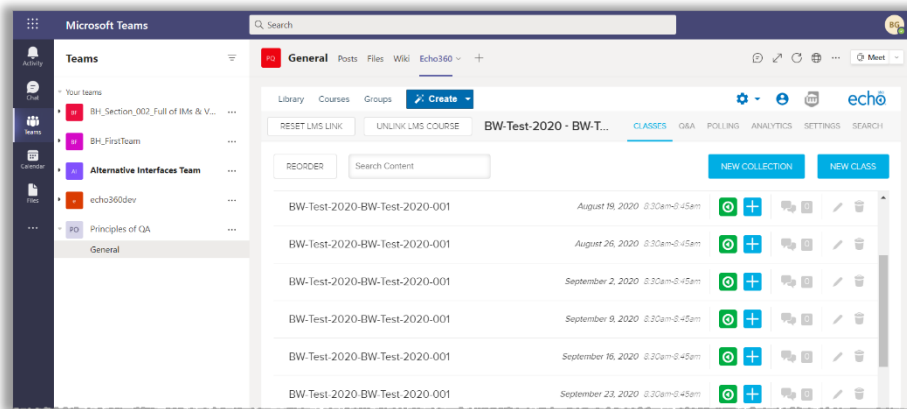 Microsoft Teams
Search
BG
Activity
Chat
Teams
Calendar
Files
Teams
Your teams
BF BH_Section_002_Full of IMs & V...
BF BH_FirstTeam
AI Alternative Interfaces Team
e echo360dev
PO Principles of QA
General
PO General Posts Files Wiki Echo360
Meet
Library Courses Groups Create
echo
RESET LMS LINK UNLINK LMS COURSE BW-Test-2020 - BW-T... CLASSES Q&A POLLING ANALYTICS SETTINGS SEARCH
REORDER Search Content NEW COLLECTION NEW CLASS
BW-Test-2020-BW-Test-2020-001 August 19, 2020 8:30am-8:45am 0
BW-Test-2020-BW-Test-2020-001 August 26, 2020 8:30am-8:45am 0
BW-Test-2020-BW-Test-2020-001 September 2, 2020 8:30am-8:45am 0
BW-Test-2020-BW-Test-2020-001 September 9, 2020 8:30am-8:45am 0
BW-Test-2020-BW-Test-2020-001 September 16, 2020 8:30am-8:45am 0
BW-Test-2020-BW-Test-2020-001 September 23, 2020 8:30am-8:45am 0